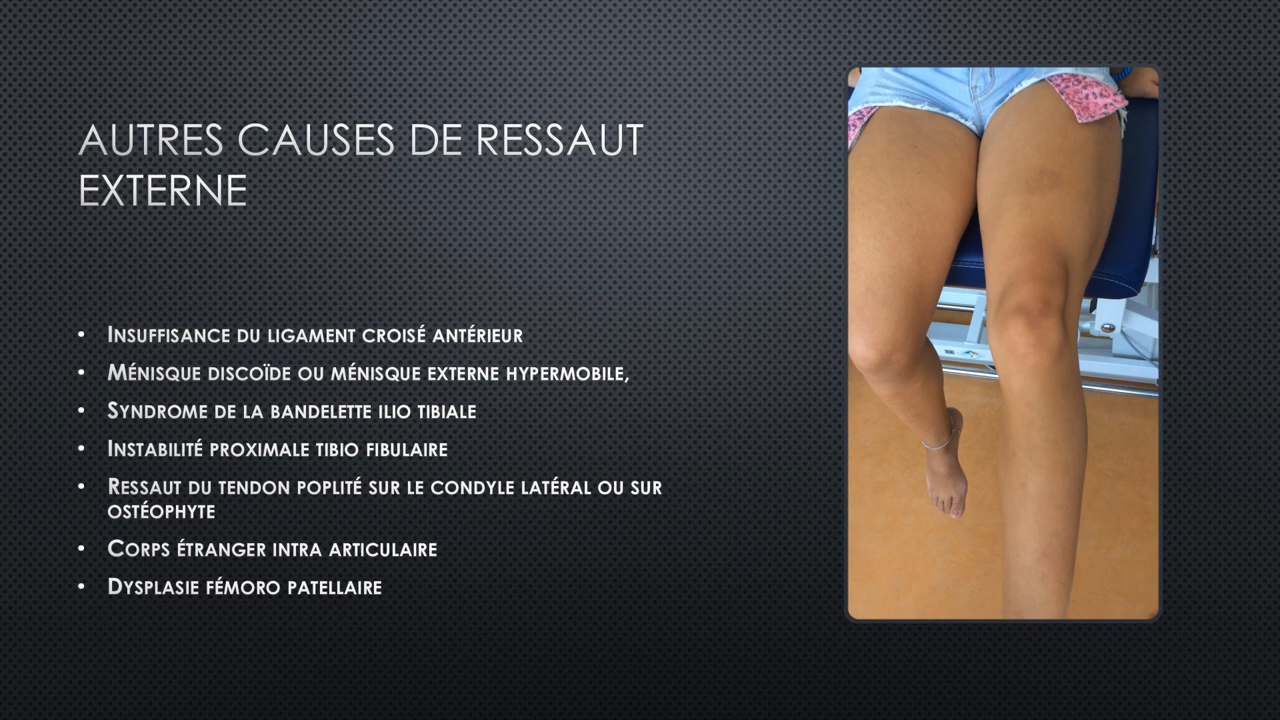 AUTRES CAUSES DE RESSAUT
EXTERNE
• INSUFFISANCE DU LIGAMENT CROISÉ ANTÉRIEUR
• MÉNISQUE DISCOÏDE OU MÉNISQUE EXTERNE HYPERMOBILE,
• SYNDROME DE LA BANDELETTE ILIO TIBIALE
• INSTABILITÉ PROXIMALE TIBIO FIBULAIRE
• RESSAUT DU TENDON POPLITÉ SUR LE CONDYLE LATÉRAL OU SUR
OSTÉOPHYTE
• CORPS ÉTRANGER INTRA ARTICULAIRE
• DYSPLASIE FÉMORO PATELLAIRE